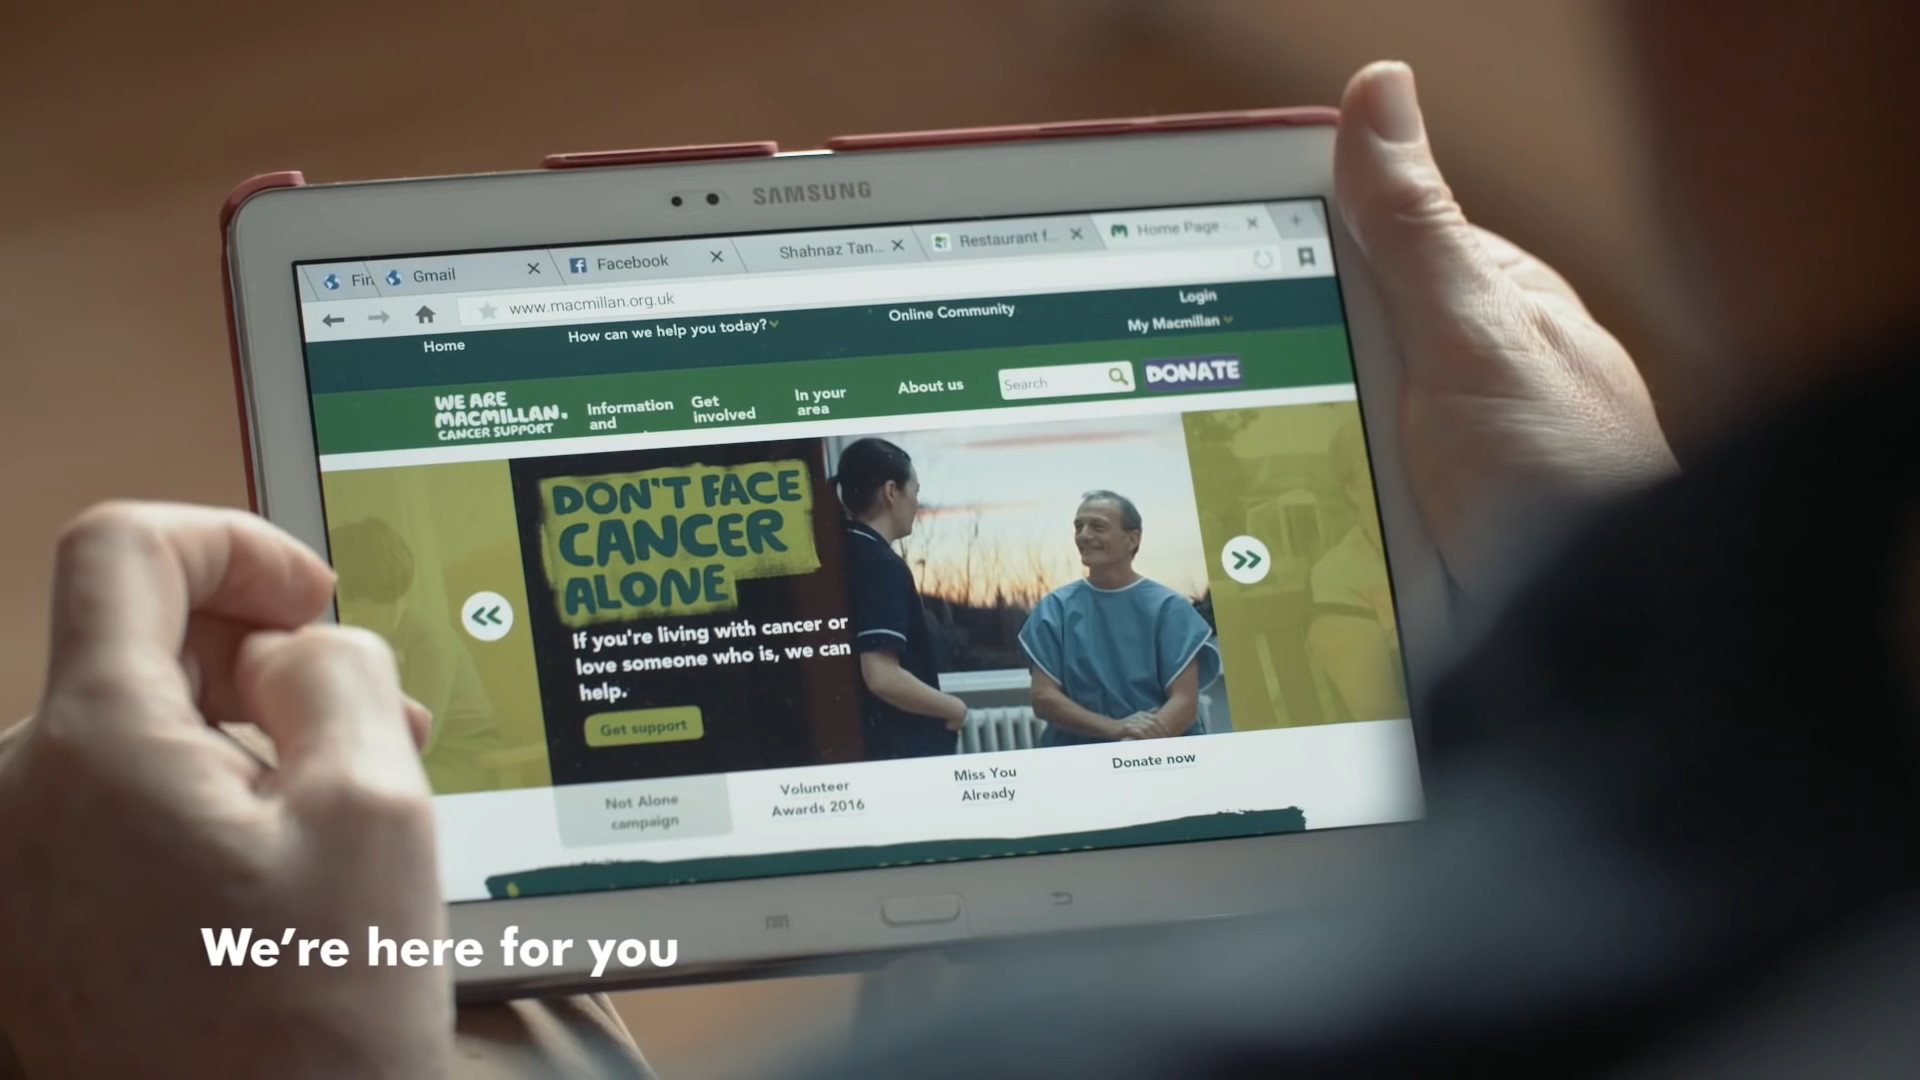 SAMSUNG
Fin
Gmail
Facebook
Shahnaz Tan...
Restaurant f...
Home Page -...
www.macmillan.org.uk
Home
How can we help you today?
Online Community
Login
My Macmillan
WE ARE
MACMILLAN.
CANCER SUPPORT
Information
and
Get
involved
In your
area
About us
Search
DONATE
DON'T FACE
CANCER
ALONE
If you're living with cancer or
love someone who is, we can
help.
Get support
Not Alone
campaign
Volunteer
Awards 2016
Miss You
Already
Donate now
We're here for you